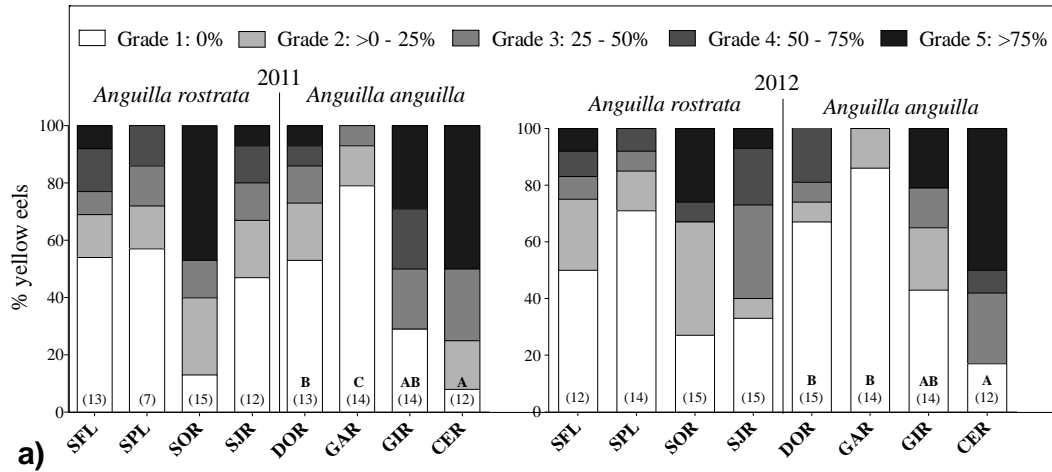 Grade 1: 0% Grade 2: >0 - 25% Grade 3: 25 - 50% Grade 4: 50 - 75% Grade 5: >75%
2011
Anguilla rostrata Anguilla anguilla
2012
Anguilla rostrata Anguilla anguilla
% yellow eels
100
80
60
40
20
0
B C AB A
(13) (7) (15) (12) (13) (14) (14) (12)
SFL SPL SOR SJR DOR GAR GIR CER
100
80
60
40
20
0
B B AB A
(12) (14) (15) (15) (15) (14) (14) (12)
SFL SPL SOR SJR DOR GAR GIR CER
a)